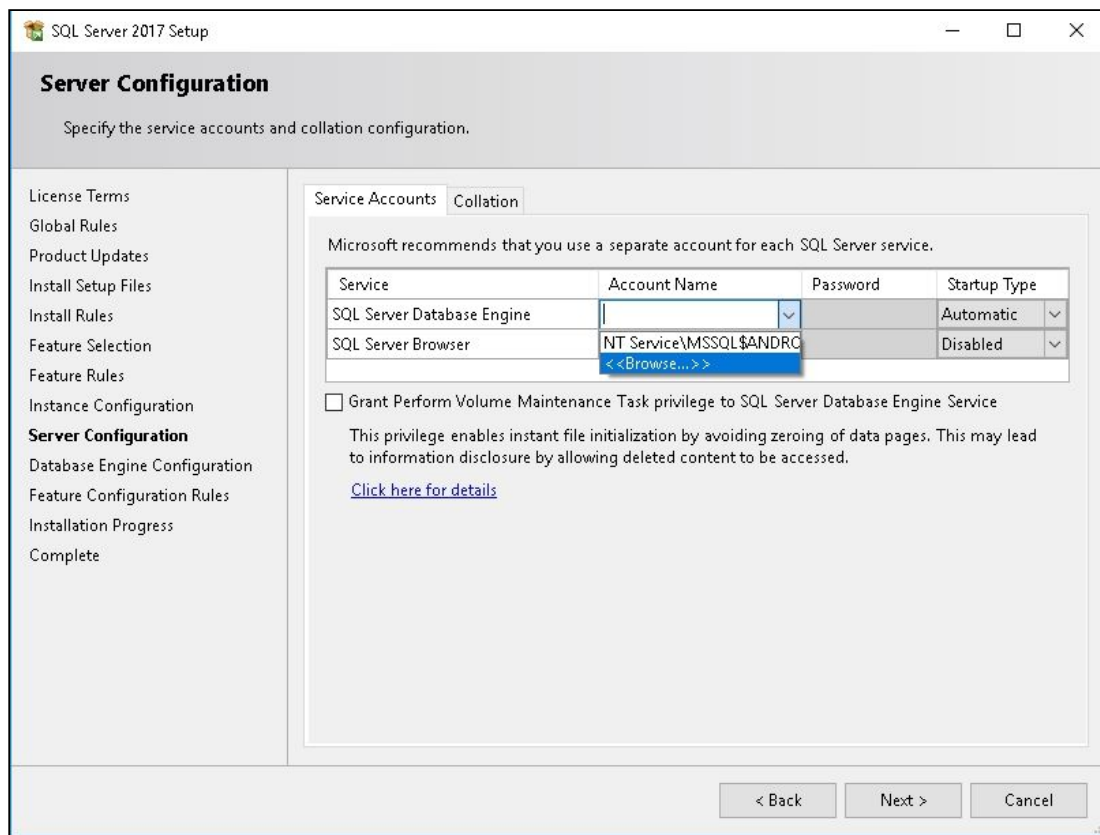 SQL Server 2017 Setup
Server Configuration
Specify the service accounts and collation configuration.
License Terms
Global Rules
Product Updates
Install Setup Files
Install Rules
Feature Selection
Feature Rules
Instance Configuration
Server Configuration
Database Engine Configuration
Feature Configuration Rules
Installation Progress
Complete
Service Accounts Collation
Microsoft recommends that you use a separate account for each SQL Server service.
Service Account Name Password Startup Type
SQL Server Database Engine Automatic
SQL Server Browser NT Service\MSSQL$ANDRO Disabled
<<Browse...>>
Grant Perform Volume Maintenance Task privilege to SQL Server Database Engine Service
This privilege enables instant file initialization by avoiding zeroing of data pages. This may lead
to information disclosure by allowing deleted content to be accessed.
Click here for details
< Back Next > Cancel